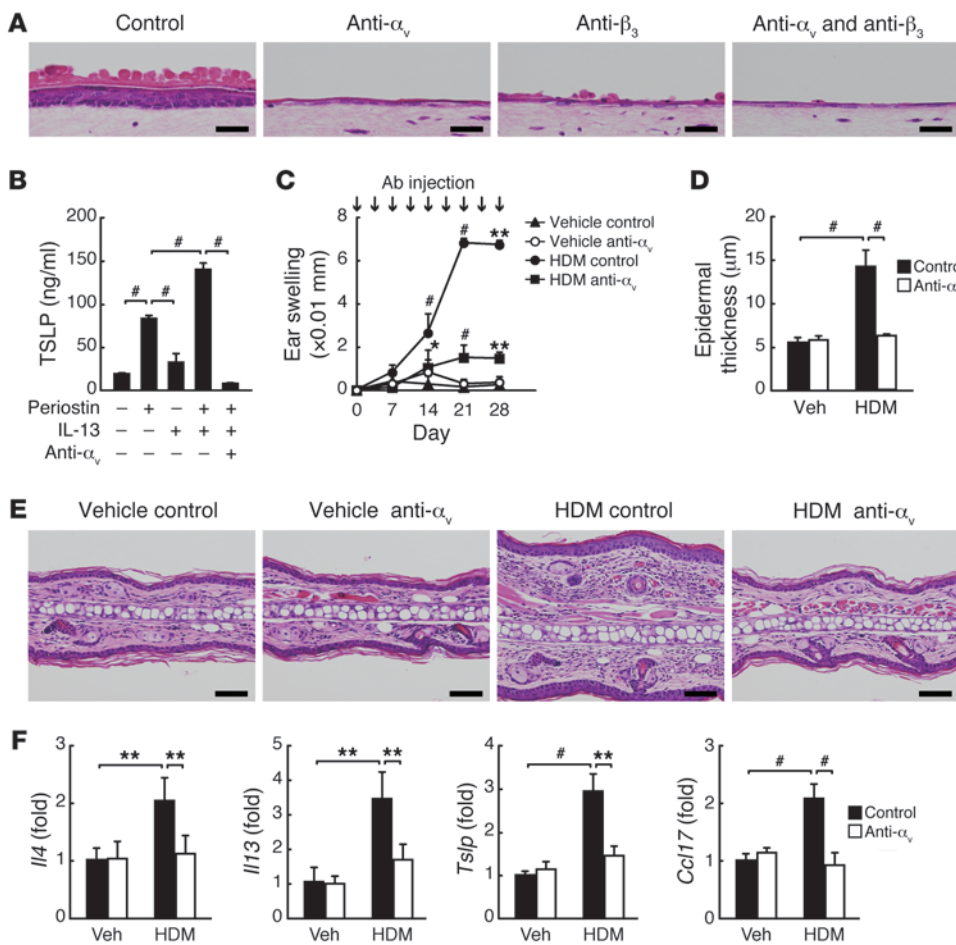 A
Control
Anti-αv
Anti-β3
Anti-αv and anti-β3
B
TSLP (ng/ml)
200
150
100
50
0
#
#
#
#
Periostin − + − + +
IL-13 − − + + +
Anti-αv − − − − +
C
Ab injection
Ear swelling
(×0.01 mm)
8
6
4
2
0
#
**
#
*
#
**
0 7 14 21 28
Day
Vehicle control
Vehicle anti-αv
HDM control
HDM anti-αv
D
Epidermal
thickness (μm)
20
15
10
5
0
#
#
Veh HDM
Contro
Anti-α
E
Vehicle control
Vehicle anti-αv
HDM control
HDM anti-αv
F
Il4 (fold)
3
2
1
0
**
**
Veh HDM
Il13 (fold)
5
4
3
2
1
0
**
**
Veh HDM
Tslp (fold)
4
3
2
1
0
#
**
Veh HDM
Ccl17 (fold)
3
2
1
0
#
#
Veh HDM
Control
Anti-αv